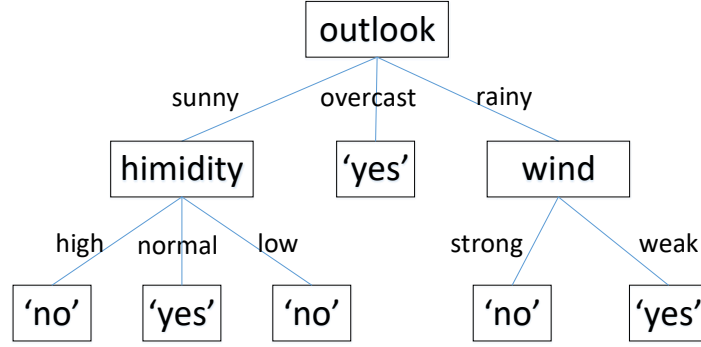 outlook
sunny overcast rainy
himidity ‘yes’ wind
high normal low strong weak
‘no’ ‘yes’ ‘no’ ‘no’ ‘yes’